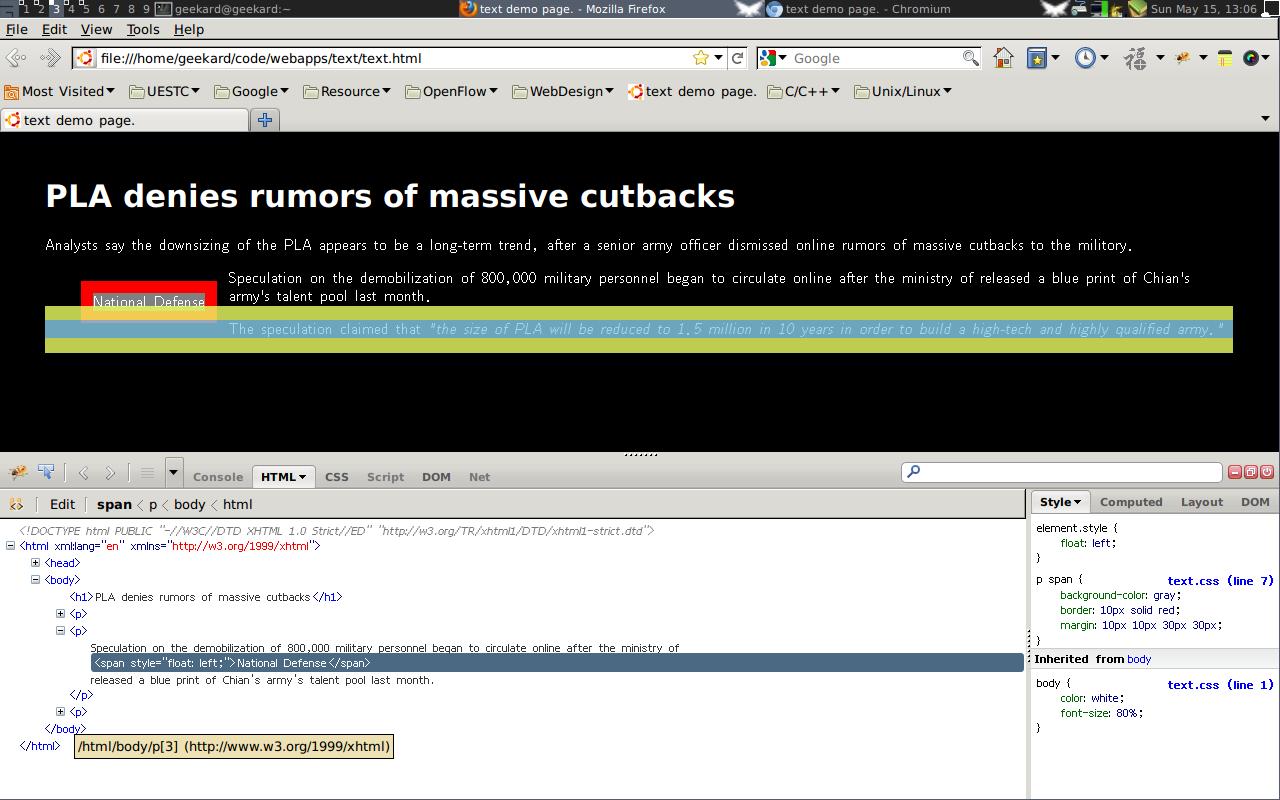 1 2 3 4 5 6 7 8 9 geekard@geekard:~ text demo page. - Mozilla Firefox text demo page. - Chromium Sun May 15, 13:06
File Edit View Tools Help
file:///home/geekard/code/webapps/text/text.html Google 福
Most Visited UESTC Google Resource OpenFlow WebDesign text demo page. C/C++ Unix/Linux
text demo page.
PLA denies rumors of massive cutbacks
Analysts say the downsizing of the PLA appears to be a long-term trend, after a senior army officer dismissed online rumors of massive cutbacks to the military.
Speculation on the demobilization of 800,000 military personnel began to circulate online after the ministry of released a blue print of Chian's
army's talent pool last month.
National Defense
The speculation claimed that "the size of PLA will be reduced to 1.5 million in 10 years in order to build a high-tech and highly qualified army."
Console HTML CSS Script DOM Net
Edit span < p < body < html
<!DOCTYPE html PUBLIC "-//W3C//DTD XHTML 1.0 Strict//ED" "http://w3.org/TR/xhtml1/DTD/xhtml1-strict.dtd">
<html xml:lang="en" xmlns="http://w3.org/1999/xhtml">
<head>
<body>
<h1>PLA denies rumors of massive cutbacks</h1>
<p>
<p>
Speculation on the demobilization of 800,000 military personnel began to circulate online after the ministry of
<span style="float: left;">National Defense</span>
released a blue print of Chian's army's talent pool last month.
</p>
<p>
</body>
</html>
/html/body/p[3] (http://www.w3.org/1999/xhtml)
Style Computed Layout DOM
element.style {
float: left;
}
p span { text.css (line 7)
background-color: gray;
border: 10px solid red;
margin: 10px 10px 30px 30px;
}
Inherited from body
body { text.css (line 1)
color: white;
font-size: 80%;
}